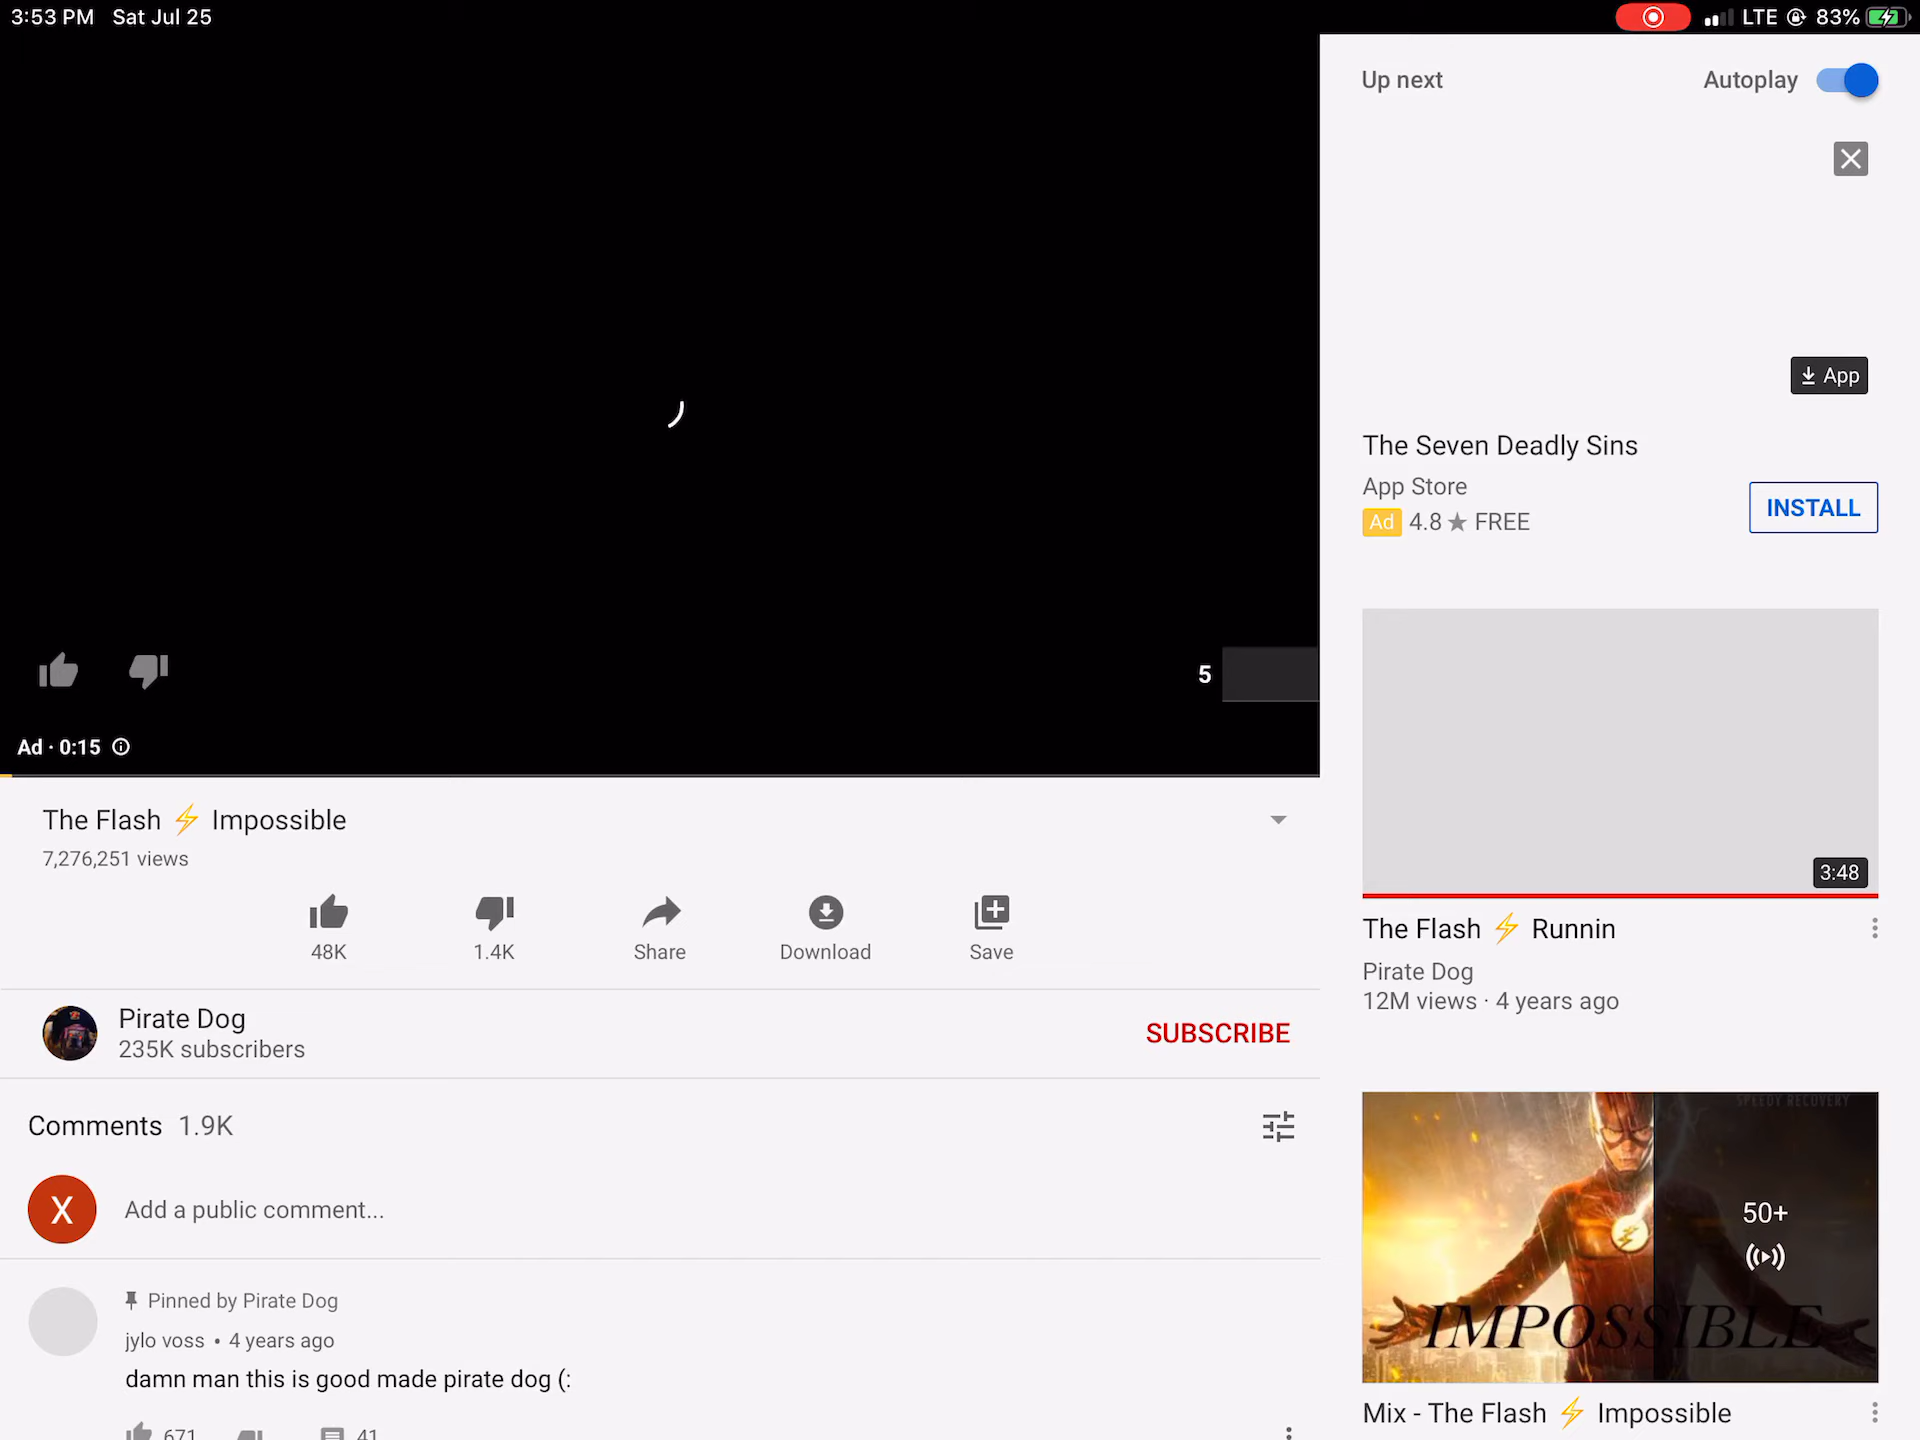 3:53 PM Sat Jul 25
LTE 83%
5
Ad · 0:15
The Flash ⚡ Impossible
7,276,251 views
48K
1.4K
Share
Download
Save
Pirate Dog
235K subscribers
SUBSCRIBE
Comments 1.9K
X
Add a public comment...
Pinned by Pirate Dog
jylo voss • 4 years ago
damn man this is good made pirate dog (:
671
41
Up next
Autoplay
App
The Seven Deadly Sins
App Store
Ad 4.8 ★ FREE
INSTALL
3:48
The Flash ⚡ Runnin
Pirate Dog
12M views · 4 years ago
SPEEDY RECOVERY
50+
IMPOSSIBLE
Mix - The Flash ⚡ Impossible